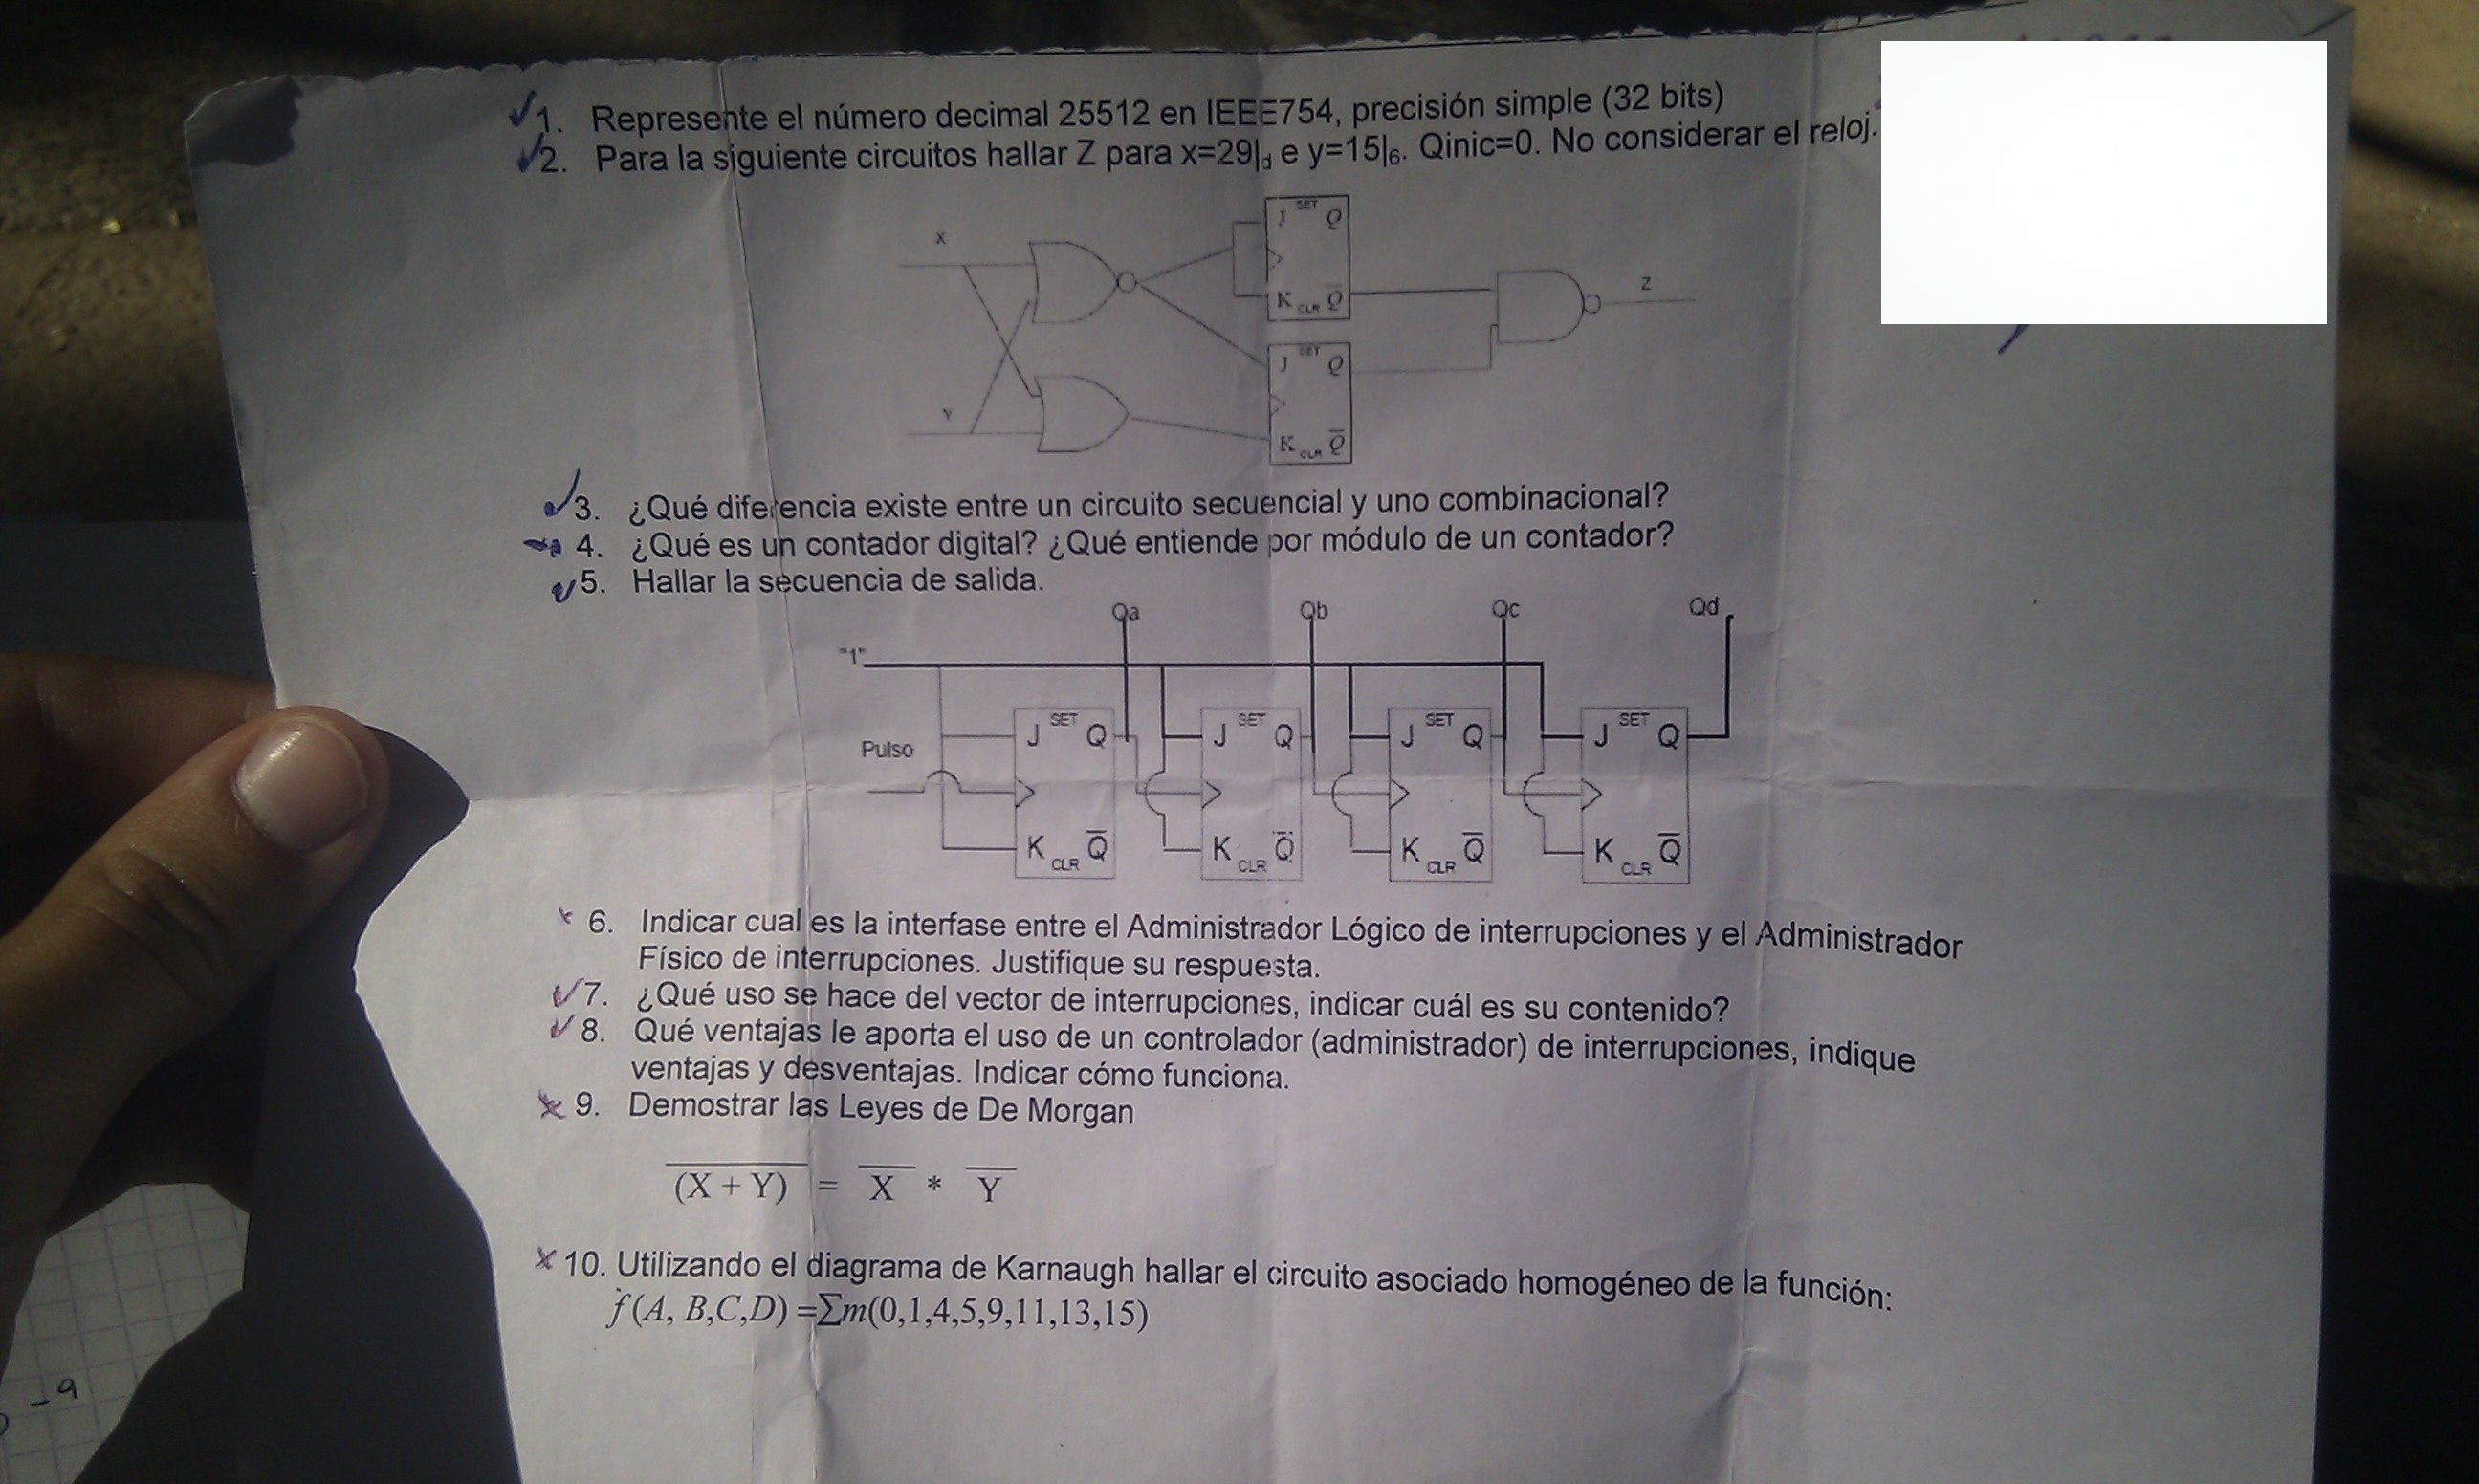 1. Represente el número decimal 25512 en IEEE754, precisión simple (32 bits)
2. Para la siguiente circuitos hallar Z para x=29|d e y=15|6. Qinic=0. No considerar el reloj.
X
J SET Q
K CLR Q̅
Z
J SET Q
Y
K CLR Q̅
3. ¿Qué diferencia existe entre un circuito secuencial y uno combinacional?
4. ¿Qué es un contador digital? ¿Qué entiende por módulo de un contador?
5. Hallar la secuencia de salida.
Qa Qb Qc Qd
"1"
J SET Q J SET Q J SET Q J SET Q
Pulso
K CLR Q̅ K CLR Q̅ K CLR Q̅ K CLR Q̅
6. Indicar cual es la interfase entre el Administrador Lógico de interrupciones y el Administrador
Físico de interrupciones. Justifique su respuesta.
7. ¿Qué uso se hace del vector de interrupciones, indicar cuál es su contenido?
8. Qué ventajas le aporta el uso de un controlador (administrador) de interrupciones, indique
ventajas y desventajas. Indicar cómo funciona.
9. Demostrar las Leyes de De Morgan
\overline{(X + Y)} = \overline{X} * \overline{Y}
10. Utilizando el diagrama de Karnaugh hallar el circuito asociado homogéneo de la función:
f (A, B,C,D) =∑m(0,1,4,5,9,11,13,15)
-9